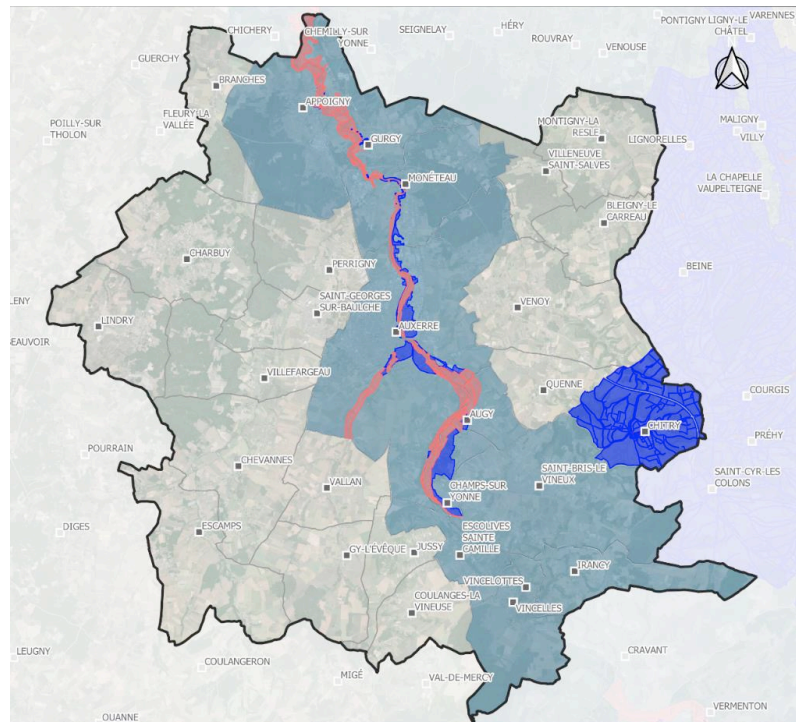 CHICHERY
CHEMILLY-SUR
YONNE
SEIGNELAY
HÉRY
ROUVRAY
VENOUSE
PONTIGNY
LIGNY-LE
CHÂTEL
VARENNES
GUERCHY
BRANCHES
APPOIGNY
FLEURY-LA
VALLÉE
POILLY-SUR
THOLON
GURGY
MONÉTEAU
MONTIGNY-LA
RESLE
VILLENEUVE
SAINT-SALVES
LIGNORELLES
MALIGNY
VILLY
LA CHAPELLE
VAUPELTEIGNE
BLEIGNY-LE
CARREAU
BEINE
CHARBUY
PERRIGNY
SAINT-GEORGES
SUR-BAULCHE
VENOY
LENY
LINDRY
EAUVOIR
AUXERRE
VILLEFARGEAU
QUENNE
COURGIS
AUGY
CHITRY
PRÉHY
POURRAIN
CHEVANNES
VALLAN
SAINT-BRIS-LE
VINEUX
SAINT-CYR-LES
COLONS
CHAMPS-SUR
YONNE
DIGES
ESCAMPS
GY-L'ÉVÊQUE
JUSSY
ESCOLIVES
SAINTE
CAMILLE
IRANCY
VINCELOTTES
VINCELLES
COULANGES-LA
VINEUSE
LEUGNY
COULANGERON
MIGÉ
VAL-DE-MERCY
CRAVANT
VERMENTON
OUANNE